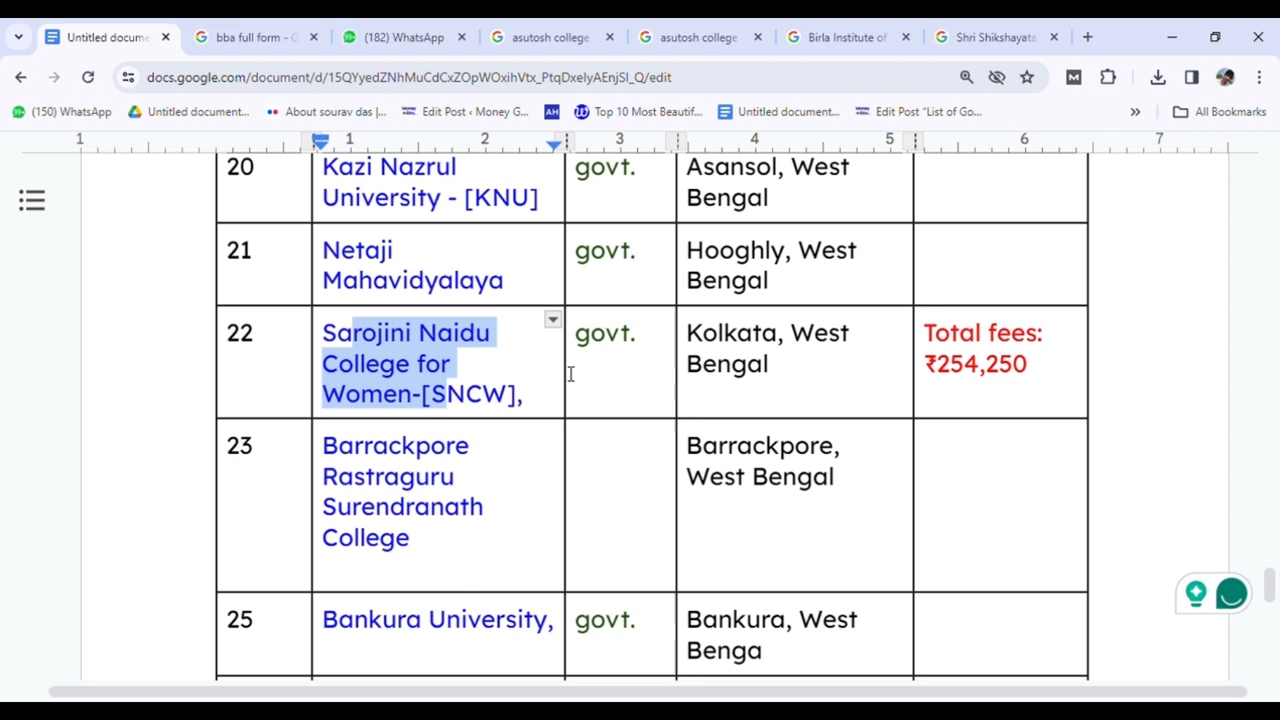 Untitled docume
bba full form - G
(182) WhatsApp
asutosh college
asutosh college
Birla Institute of
Shri Shikshayata
docs.google.com/document/d/15QYyedZNhMuCdCxZOpWOxihVtx_PtqDxelyAEnjSI_Q/edit
(150) WhatsApp
Untitled document...
About sourav das |...
Edit Post ‹ Money G...
AH
Top 10 Most Beautif...
Untitled document...
Edit Post "List of Go...
All Bookmarks
1 1 2 3 4 5 6 7
20
Kazi Nazrul
University - [KNU]
govt.
Asansol, West
Bengal
21
Netaji
Mahavidyalaya
govt.
Hooghly, West
Bengal
22
Sarojini Naidu
College for
Women-[SNCW],
govt.
Kolkata, West
Bengal
Total fees:
₹254,250
23
Barrackpore
Rastraguru
Surendranath
College
Barrackpore,
West Bengal
25
Bankura University,
govt.
Bankura, West
Benga